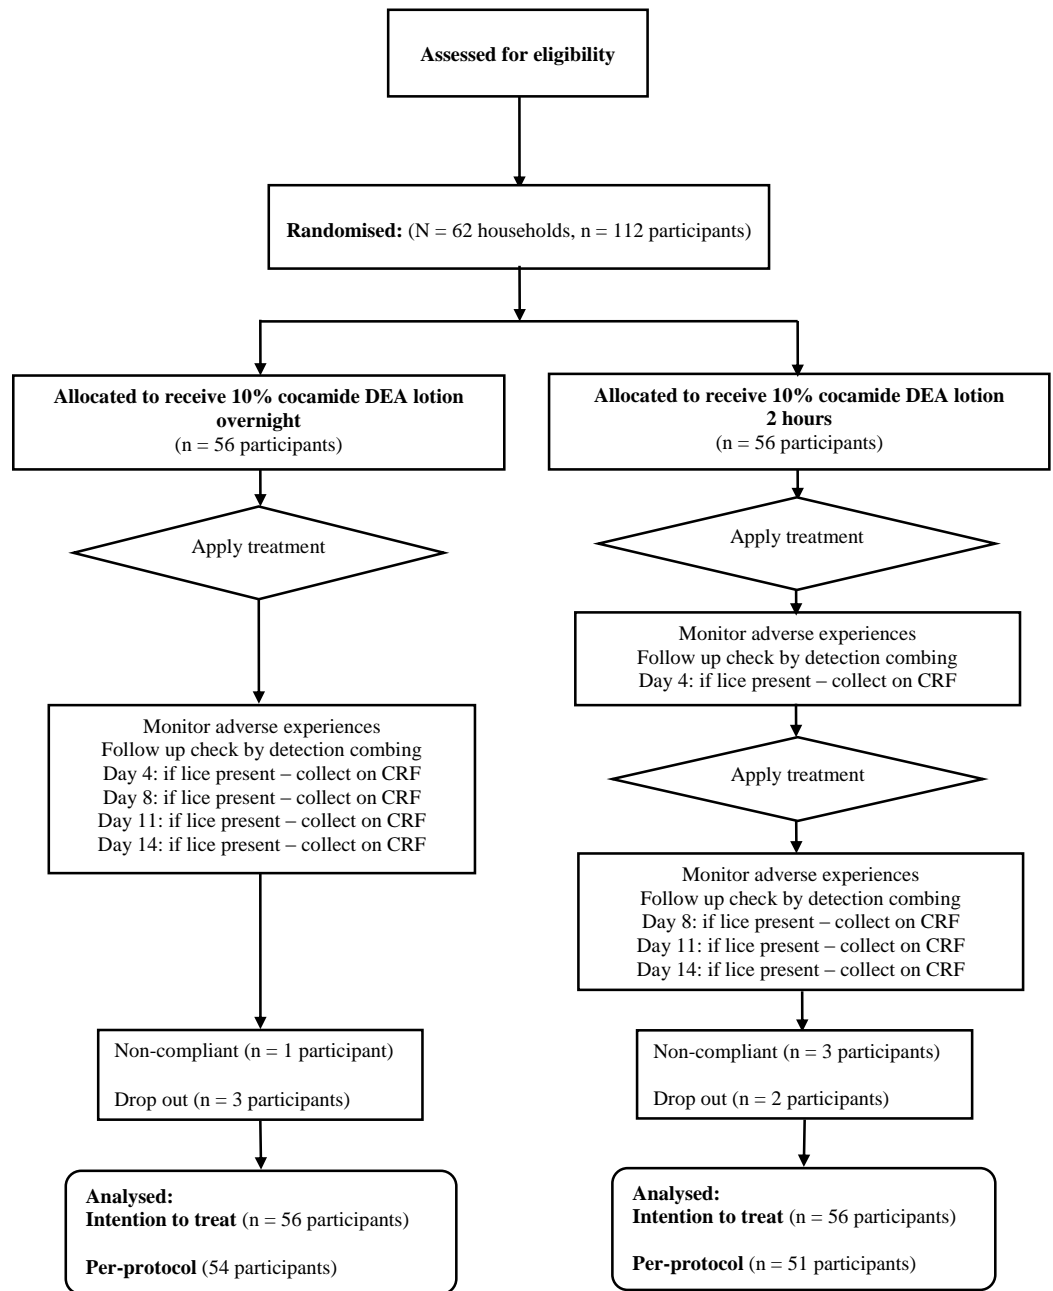 Assessed for eligibility
Randomised: (N = 62 households, n = 112 participants)
Allocated to receive 10% cocamide DEA lotion
overnight
(n = 56 participants)
Apply treatment
Monitor adverse experiences
Follow up check by detection combing
Day 4: if lice present – collect on CRF
Day 8: if lice present – collect on CRF
Day 11: if lice present – collect on CRF
Day 14: if lice present – collect on CRF
Non-compliant (n = 1 participant)
Drop out (n = 3 participants)
Analysed:
Intention to treat (n = 56 participants)
Per-protocol (54 participants)
Allocated to receive 10% cocamide DEA lotion
2 hours
(n = 56 participants)
Apply treatment
Monitor adverse experiences
Follow up check by detection combing
Day 4: if lice present – collect on CRF
Apply treatment
Monitor adverse experiences
Follow up check by detection combing
Day 8: if lice present – collect on CRF
Day 11: if lice present – collect on CRF
Day 14: if lice present – collect on CRF
Non-compliant (n = 3 participants)
Drop out (n = 2 participants)
Analysed:
Intention to treat (n = 56 participants)
Per-protocol (n = 51 participants)